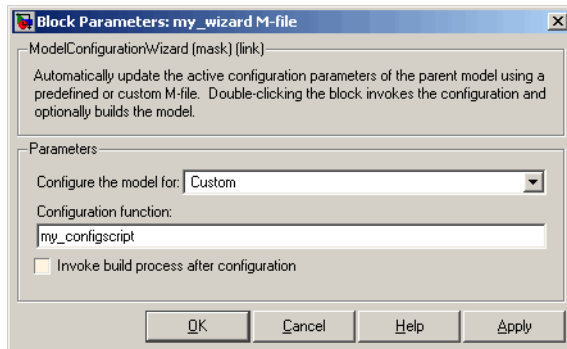 Block Parameters: my_wizard M-file
ModelConfigurationWizard (mask) (link)
Automatically update the active configuration parameters of the parent model using a
predefined or custom M-file.  Double-clicking the block invokes the configuration and
optionally builds the model.
Parameters
Configure the model for: Custom
Configuration function:
my_configscript
Invoke build process after configuration
OK Cancel Help Apply